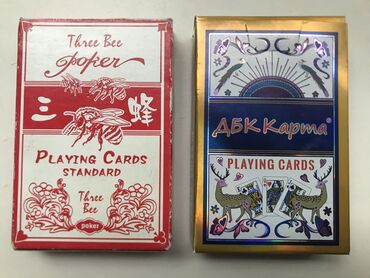 Three Bee
Poker
三 蜂
PLAYING CARDS
STANDARD
Three
Bee
poker
ДБК Карта®
PLAYING CARDS